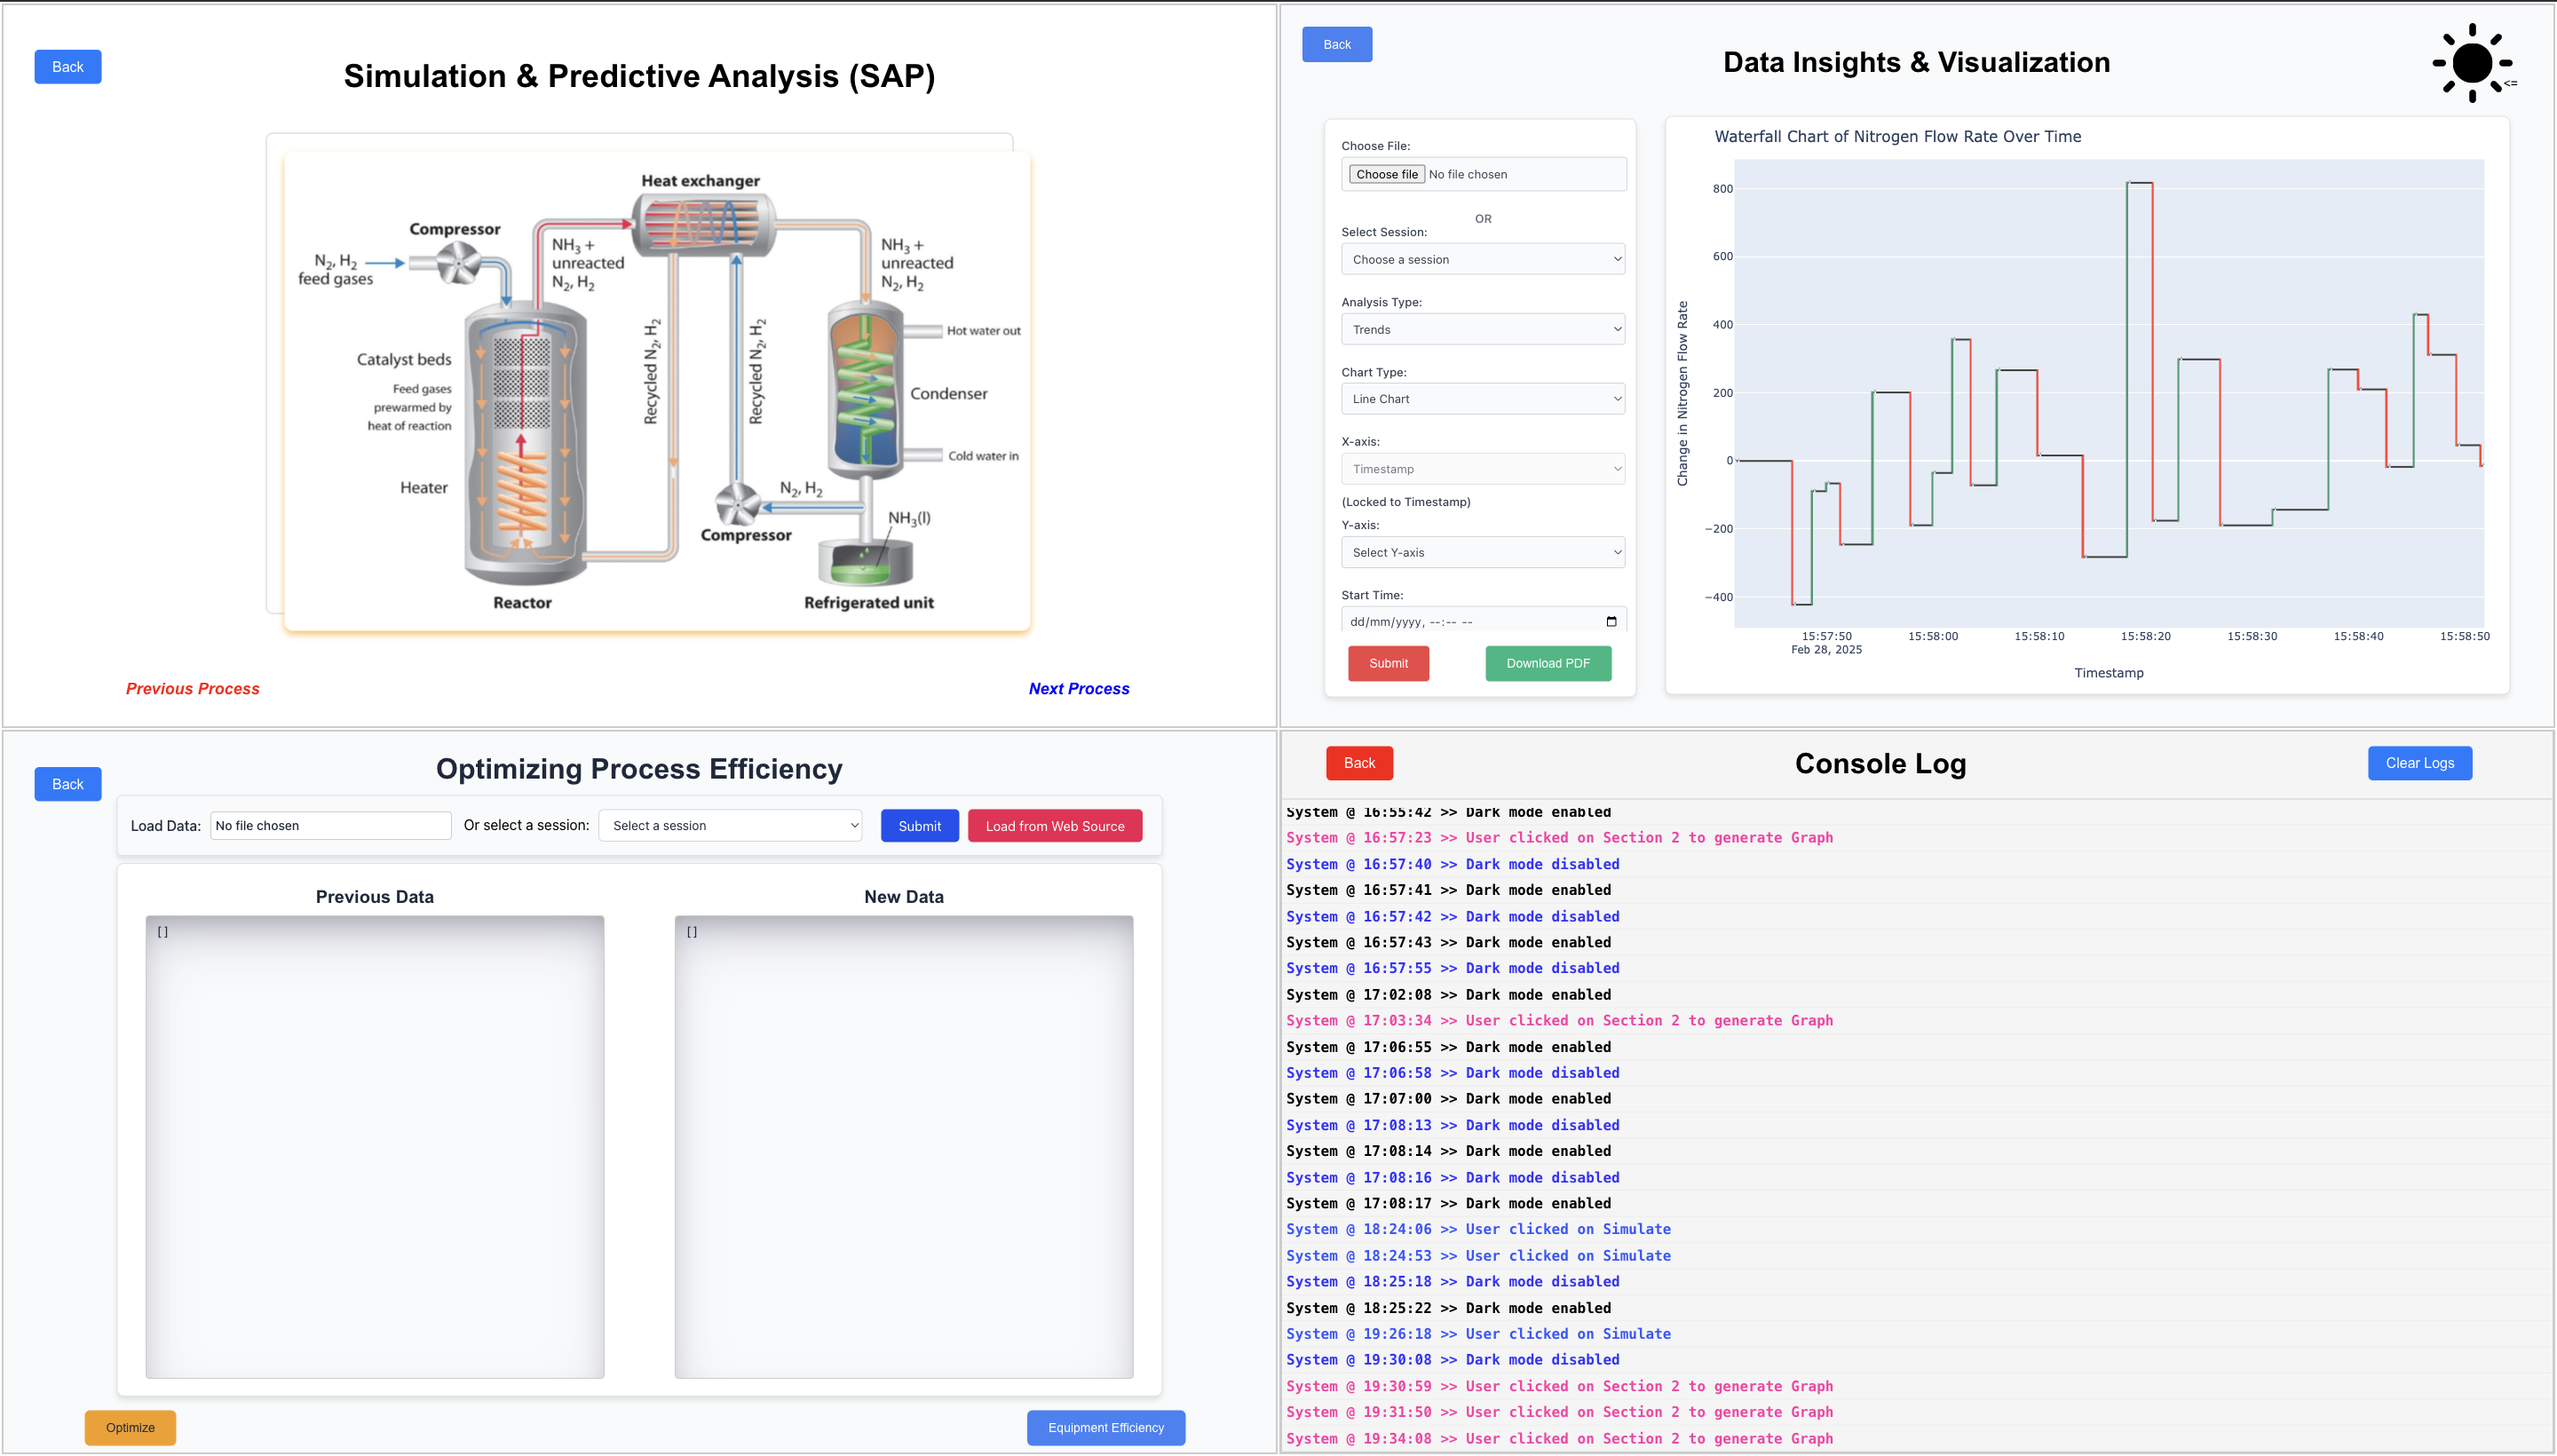 Back
Simulation & Predictive Analysis (SAP)
Heat exchanger
Compressor
N2, H2
feed gases
NH3 +
unreacted
N2, H2
NH3 +
unreacted
N2, H2
Recycled N2, H2
Recycled N2, H2
Hot water out
Catalyst beds
Feed gases
prewarmed by
heat of reaction
Condenser
Cold water in
Heater
N2, H2
NH3(l)
Compressor
Reactor
Refrigerated unit
Previous Process
Next Process
Back
Data Insights & Visualization
<=
Choose File:
Choose file No file chosen
OR
Select Session:
Choose a session
Analysis Type:
Trends
Chart Type:
Line Chart
X-axis:
Timestamp
(Locked to Timestamp)
Y-axis:
Select Y-axis
Start Time:
dd/mm/yyyy, --:-- --
Submit
Download PDF
Waterfall Chart of Nitrogen Flow Rate Over Time
Change in Nitrogen Flow Rate
800
600
400
200
0
−200
−400
15:57:50 15:58:00 15:58:10 15:58:20 15:58:30 15:58:40 15:58:50
Feb 28, 2025
Timestamp
Back
Optimizing Process Efficiency
Load Data: No file chosen Or select a session: Select a session Submit Load from Web Source
Previous Data
[]
New Data
[]
Optimize
Equipment Efficiency
Back
Console Log
Clear Logs
System @ 16:55:42 >> Dark mode enabled
System @ 16:57:23 >> User clicked on Section 2 to generate Graph
System @ 16:57:40 >> Dark mode disabled
System @ 16:57:41 >> Dark mode enabled
System @ 16:57:42 >> Dark mode disabled
System @ 16:57:43 >> Dark mode enabled
System @ 16:57:55 >> Dark mode disabled
System @ 17:02:08 >> Dark mode enabled
System @ 17:03:34 >> User clicked on Section 2 to generate Graph
System @ 17:06:55 >> Dark mode enabled
System @ 17:06:58 >> Dark mode disabled
System @ 17:07:00 >> Dark mode enabled
System @ 17:08:13 >> Dark mode disabled
System @ 17:08:14 >> Dark mode enabled
System @ 17:08:16 >> Dark mode disabled
System @ 17:08:17 >> Dark mode enabled
System @ 18:24:06 >> User clicked on Simulate
System @ 18:24:53 >> User clicked on Simulate
System @ 18:25:18 >> Dark mode disabled
System @ 18:25:22 >> Dark mode enabled
System @ 19:26:18 >> User clicked on Simulate
System @ 19:30:08 >> Dark mode disabled
System @ 19:30:59 >> User clicked on Section 2 to generate Graph
System @ 19:31:50 >> User clicked on Section 2 to generate Graph
System @ 19:34:08 >> User clicked on Section 2 to generate Graph